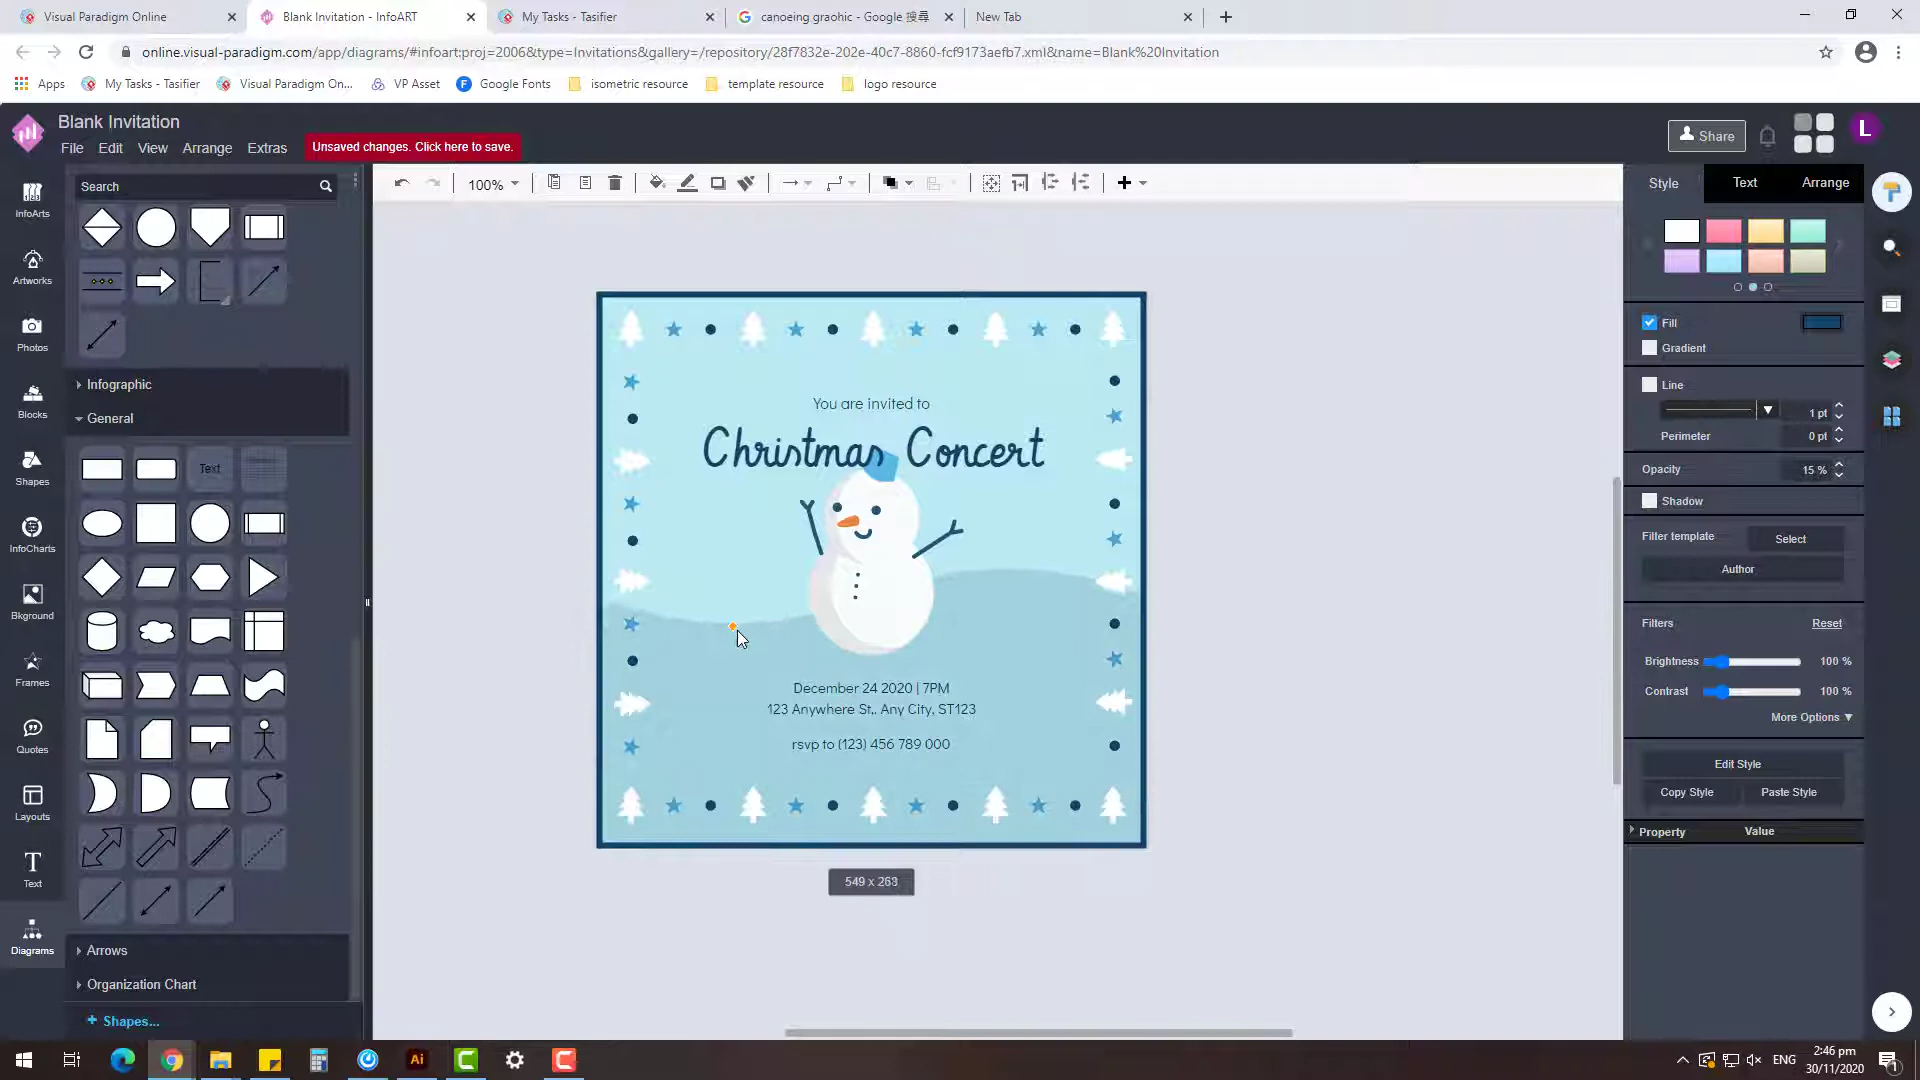 Visual Paradigm Online
Blank Invitation - InfoART
My Tasks - Tasifier
canoeing graohic - Google 搜尋
New Tab
online.visual-paradigm.com/app/diagrams/#infoart:proj=2006&type=Invitations&gallery=/repository/28f7832e-202e-40c7-8860-fcf9173aefb7.xml&name=Blank%20Invitation
Apps
My Tasks - Tasifier
Visual Paradigm On...
VP Asset
Google Fonts
isometric resource
template resource
logo resource
Blank Invitation
File Edit View Arrange Extras
Unsaved changes. Click here to save.
Share
L
Search
100%
Style Text Arrange
InfoArts
Artworks
Photos
Blocks
Shapes
InfoCharts
Bkground
Frames
Quotes
Layouts
Text
Diagrams
Infographic
General
Text
Arrows
Organization Chart
+ Shapes...
You are invited to
Christmas Concert
December 24 2020 | 7PM
123 Anywhere St,. Any City, ST123
rsvp to (123) 456 789 000
549 x 263
Fill
Gradient
Line
1 pt
Perimeter 0 pt
Opacity 15 %
Shadow
Filter template Select
Author
Filters Reset
Brightness 100 %
Contrast 100 %
More Options
Edit Style
Copy Style Paste Style
Property Value
Ai
ENG
2:46 pm
30/11/2020
1